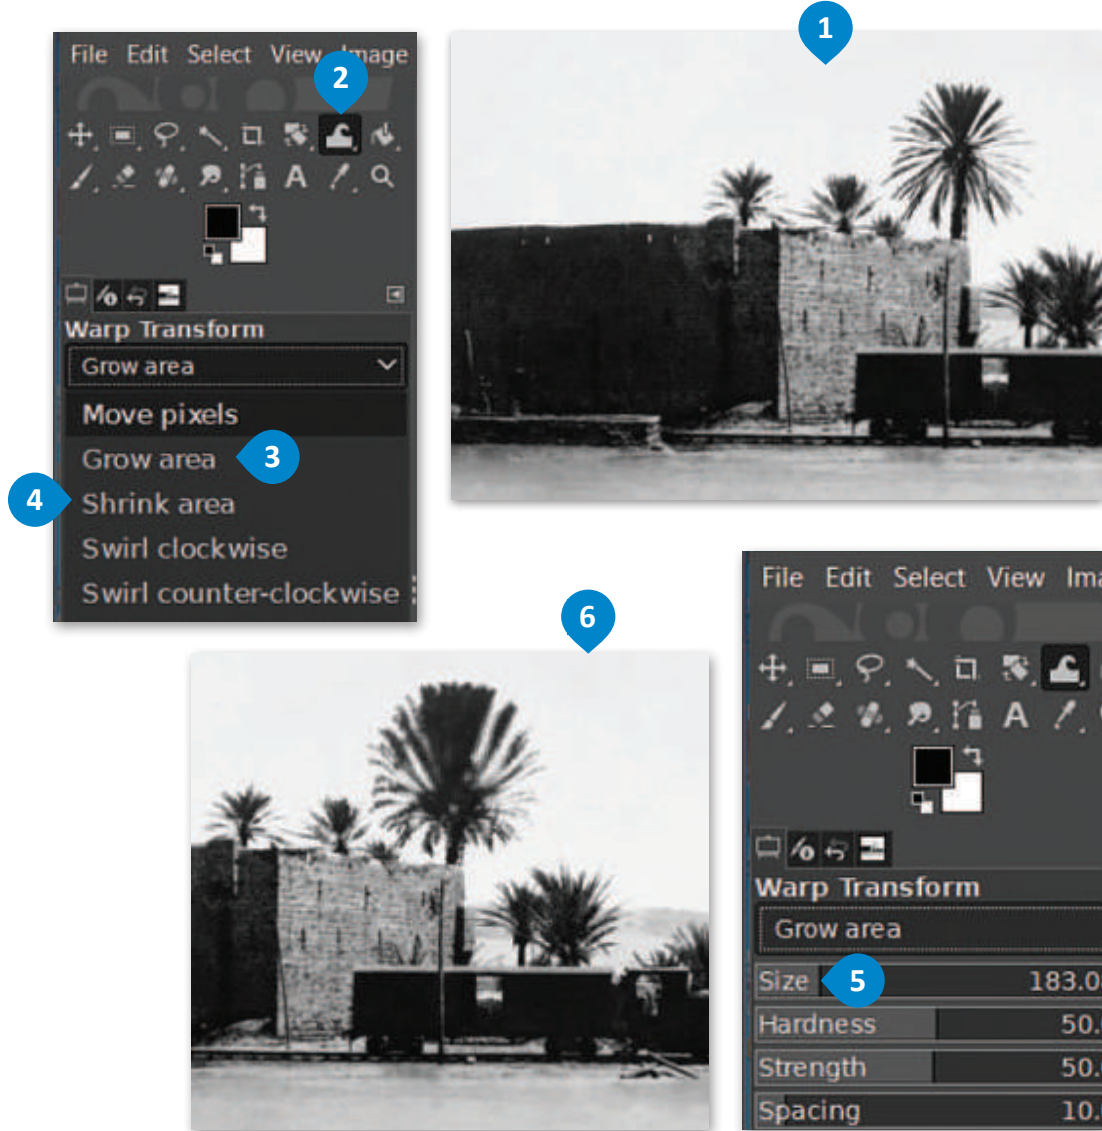 1
File Edit Select View Image
2
A
Warp Transform
Grow area
Move pixels
Grow area
3
4
Shrink area
Swirl clockwise
Swirl counter-clockwise
6
File Edit Select View Ima
A
Warp Transform
Grow area
Size 5 183.0
Hardness 50.
Strength 50.
Spacing 10.